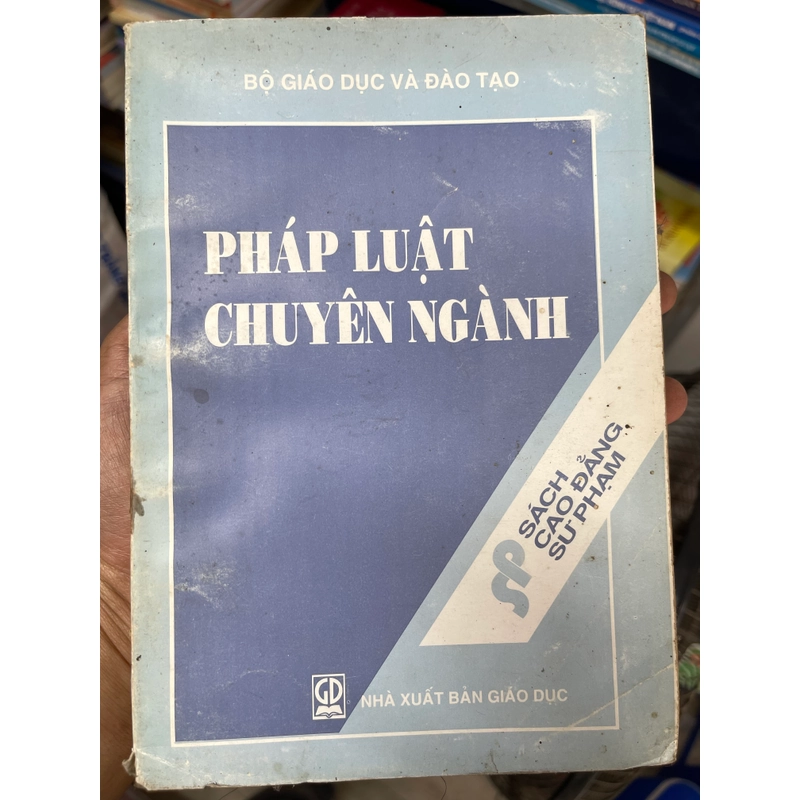 BỘ GIÁO DỤC VÀ ĐÀO TẠO
PHÁP LUẬT
CHUYÊN NGÀNH
SP
SÁCH
CAO ĐẲNG
SƯ PHẠM
GD
NHÀ XUẤT BẢN GIÁO DỤC